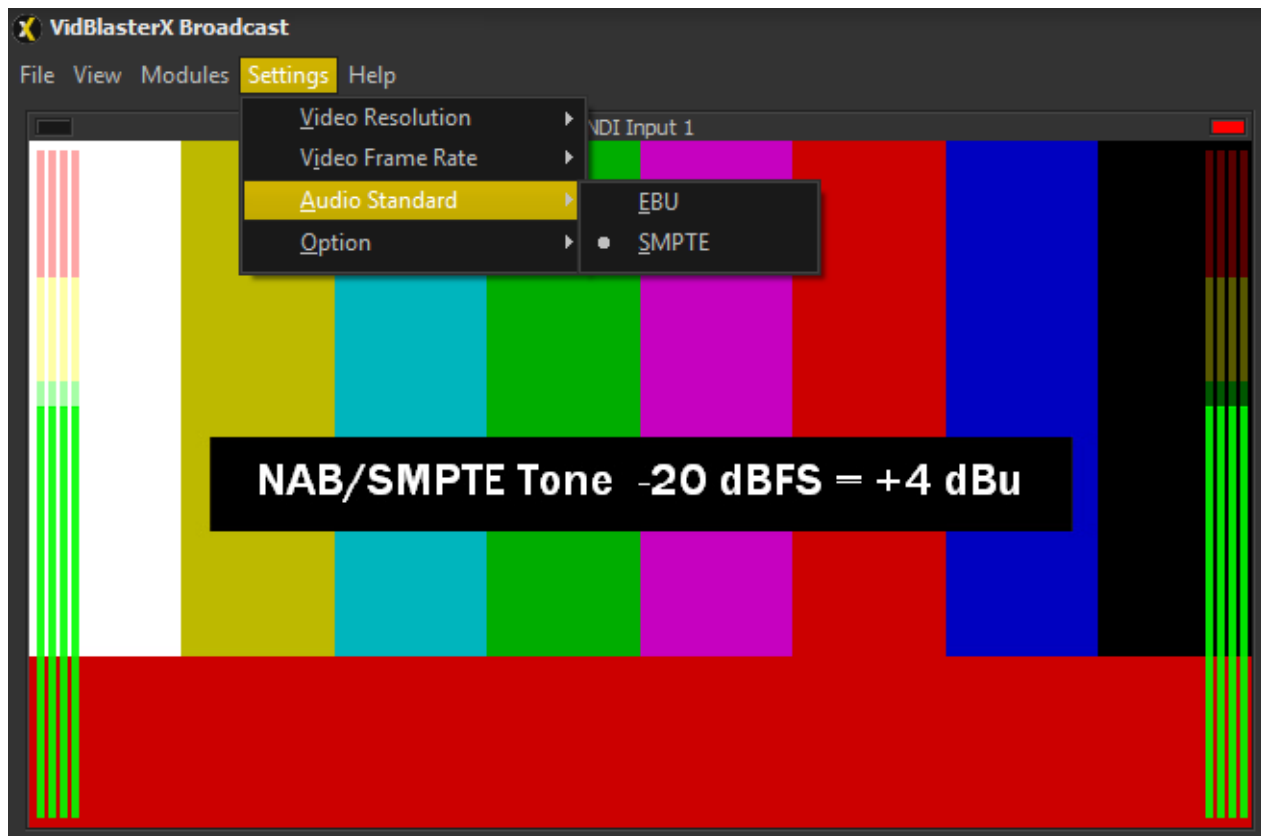 VidBlasterX Broadcast
File View Modules Settings Help
Video Resolution
NDI Input 1
Video Frame Rate
Audio Standard
EBU
Option
SMPTE
NAB/SMPTE Tone -20 dBFS = +4 dBu